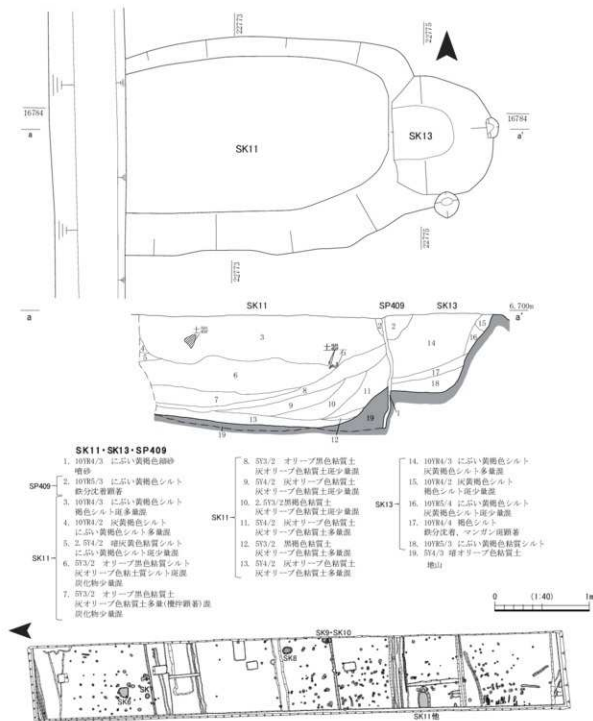 22773
22775
16784
a
16784
a'
SK11
SK13
22773
22775
SK11
SP409
SK13
6.700m
a
a'
土器
土器
石
3
2
14
15
16
6
17
18
8
7
9
10
11
13
19
19
12
1
SK11・SK13・SP409
1. 10YR4/3 にぶい黄褐色細砂
噴砂
SP409
2. 10YR5/3 にぶい黄褐色シルト
鉄分沈着顕著
3. 10YR4/3 にぶい黄褐色シルト
褐色シルト斑多量混
4. 10YR4/2 灰黄褐色シルト
にぶい黄褐色シルト多量混
SK11
5. 2.5Y4/2 暗灰黄色粘質シルト
にぶい黄褐色シルト斑少量混
6. 5Y3/2 オリーブ黒色粘質シルト
灰オリーブ色粘土質シルト斑混
炭化物少量混
7. 5Y3/2 オリーブ黒色粘質土
灰オリーブ色粘質土多量(攪拌顕著)混
炭化物少量混
8. 5Y3/2 オリーブ黒色粘質土
灰オリーブ色粘質土斑少量混
9. 5Y4/2 灰オリーブ色粘質土
灰オリーブ色粘質土斑少量混
10. 2.5Y3/2黒褐色粘質土
灰オリーブ色粘質土斑少量混
SK11
11. 5Y4/2 灰オリーブ色粘質土
灰オリーブ色粘質土多量混
12. 5Y3/2 黒褐色粘質土
灰オリーブ色粘質土多量混
13. 5Y4/2 灰オリーブ色粘質土
灰オリーブ色粘質土多量混
14. 10YR4/3 にぶい黄褐色シルト
灰黄褐色シルト多量混
15. 10YR4/2 灰黄褐色シルト
褐色シルト斑少量混
SK13
16. 10YR5/4 にぶい黄褐色シルト
灰黄褐色シルト斑少量混
17. 10YR4/4 褐色シルト
鉄分沈着、マンガン斑顕著
18. 10YR5/3 にぶい黄褐色粘質シルト
19. 5Y4/3 暗オリーブ色粘質土
地山
0 (1:40) 1m
SK9・SK10
SK8
SK7
SK6
SK11他